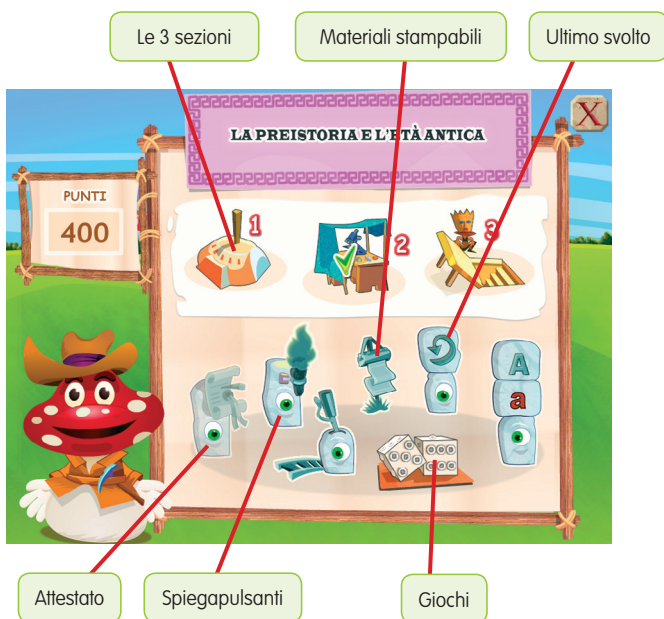 Le 3 sezioni
Materiali stampabili
Ultimo svolto
X
LA PREISTORIA E L'ETÀ ANTICA
PUNTI
400
1
2
3
A
a
Attestato
Spiegapulsanti
Giochi